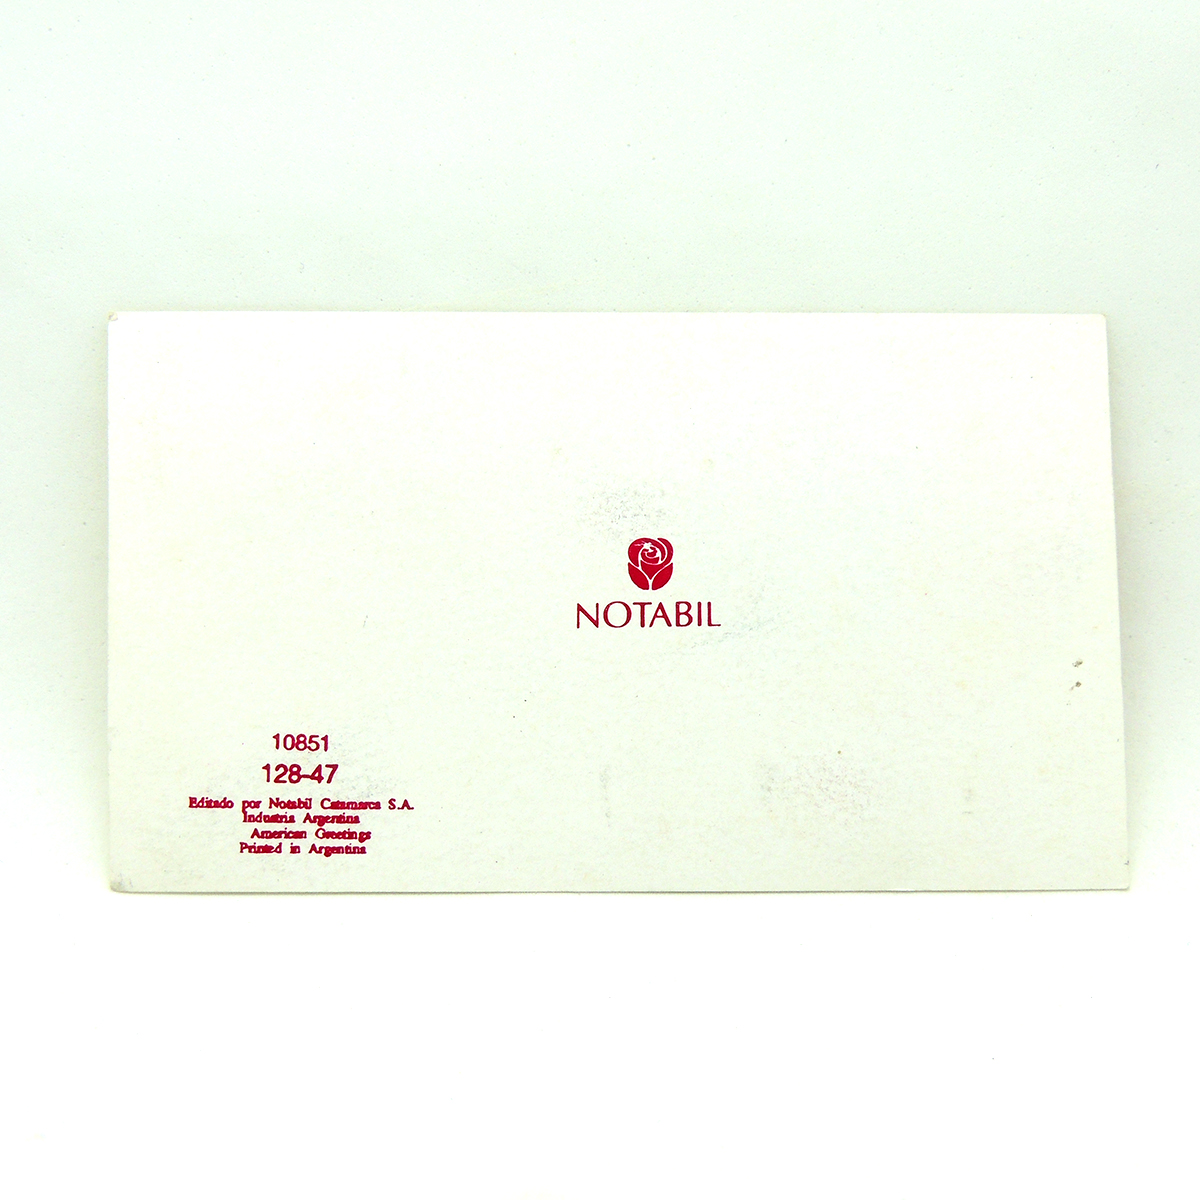 NOTABIL
10851
128-47
Editado por Notabil Catamarca S.A.
Industria Argentina
American Greetings
Printed in Argentina